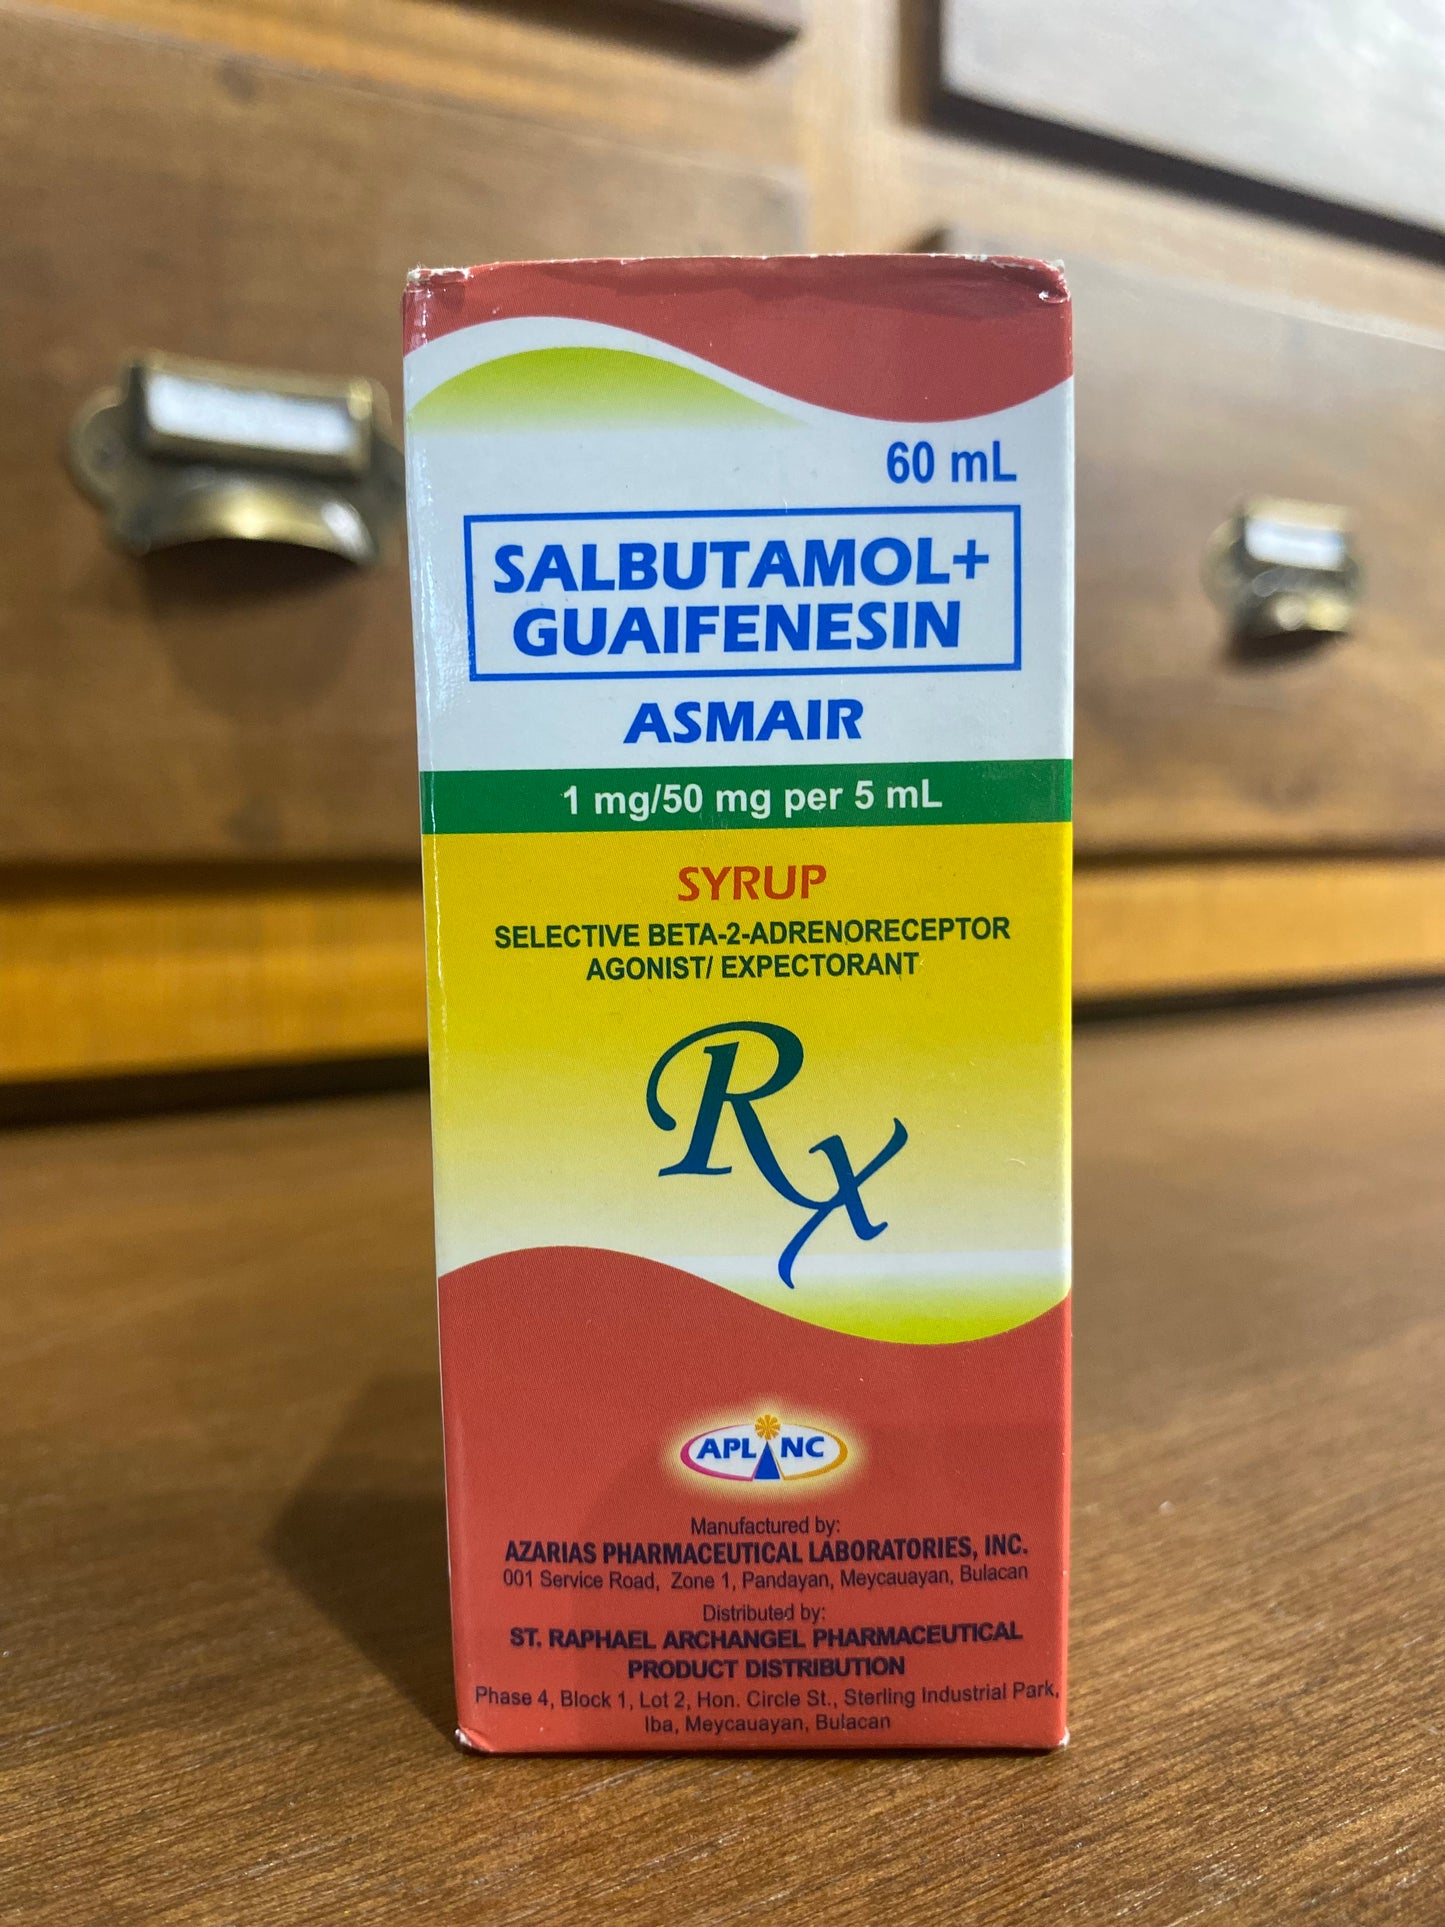 60 mL
SALBUTAMOL+
GUAIFENESIN
ASMAIR
1 mg/50 mg per 5 mL
SYRUP
SELECTIVE BETA-2-ADRENORECEPTOR
AGONIST/ EXPECTORANT
Rx
APLINC
Manufactured by:
AZARIAS PHARMACEUTICAL LABORATORIES, INC.
001 Service Road, Zone 1, Pandayan, Meycauayan, Bulacan
Distributed by:
ST. RAPHAEL ARCHANGEL PHARMACEUTICAL
PRODUCT DISTRIBUTION
Phase 4, Block 1, Lot 2, Hon. Circle St., Sterling Industrial Park,
Iba, Meycauayan, Bulacan